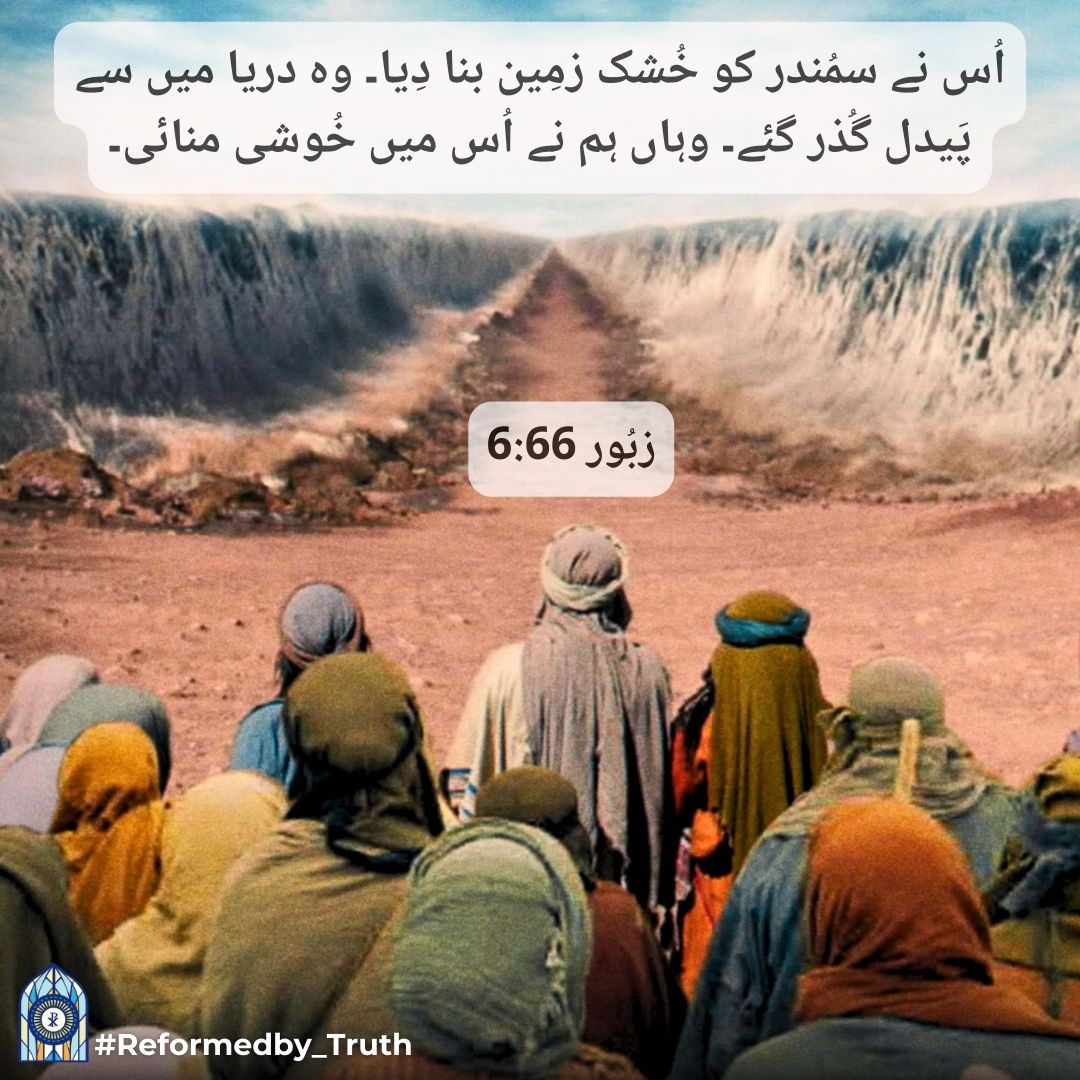 اُس نے سمُندر کو خُشک زمِین بنا دِیا۔ وہ دریا میں سے
پَیدل گُذر گئے۔ وہاں ہم نے اُس میں خُوشی منائی۔
زبُور 6:66
#Reformedby_Truth